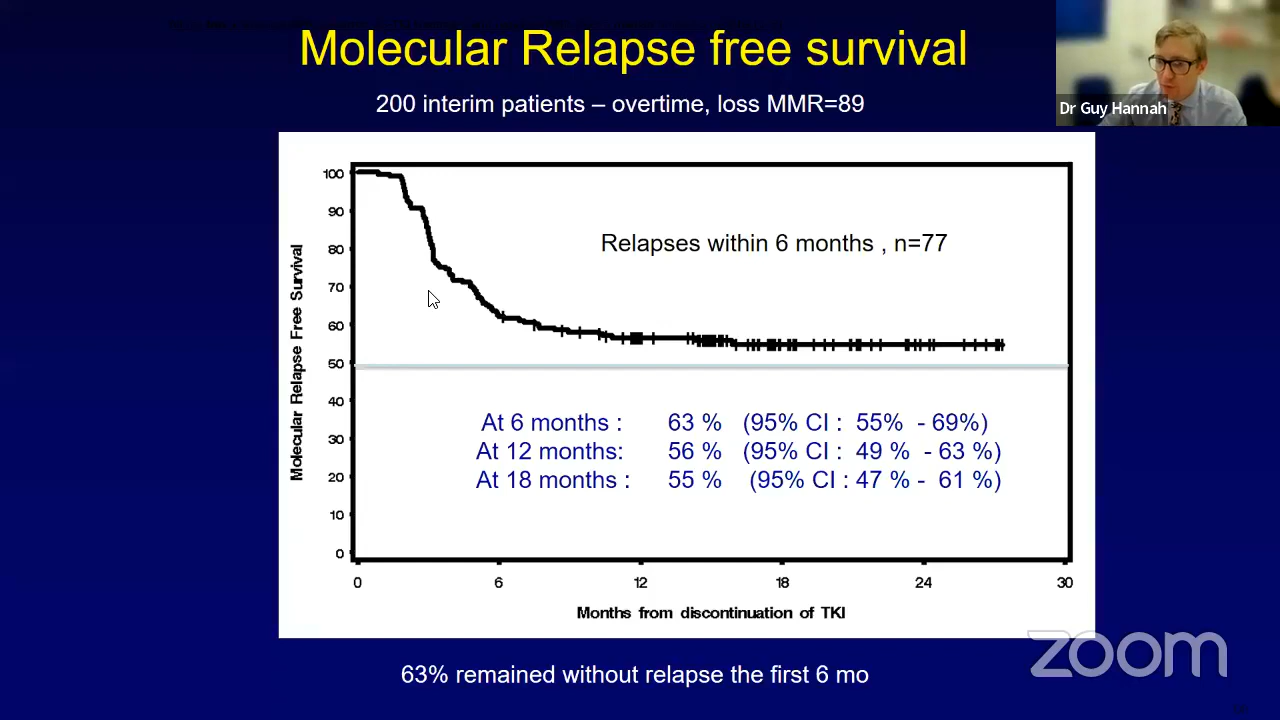 Molecular Relapse free survival
200 interim patients – overtime, loss MMR=89
Dr Guy Hannah
Relapses within 6 months , n=77
Molecular Relapse Free Survival
100
90
80
70
60
50
40
30
20
10
0
At 6 months : 63 % (95% CI : 55% - 69%)
At 12 months: 56 % (95% CI : 49 % - 63 %)
At 18 months : 55 % (95% CI : 47 % - 61 %)
0 6 12 18 24 30
Months from discontinuation of TKI
zoom
63% remained without relapse the first 6 mo